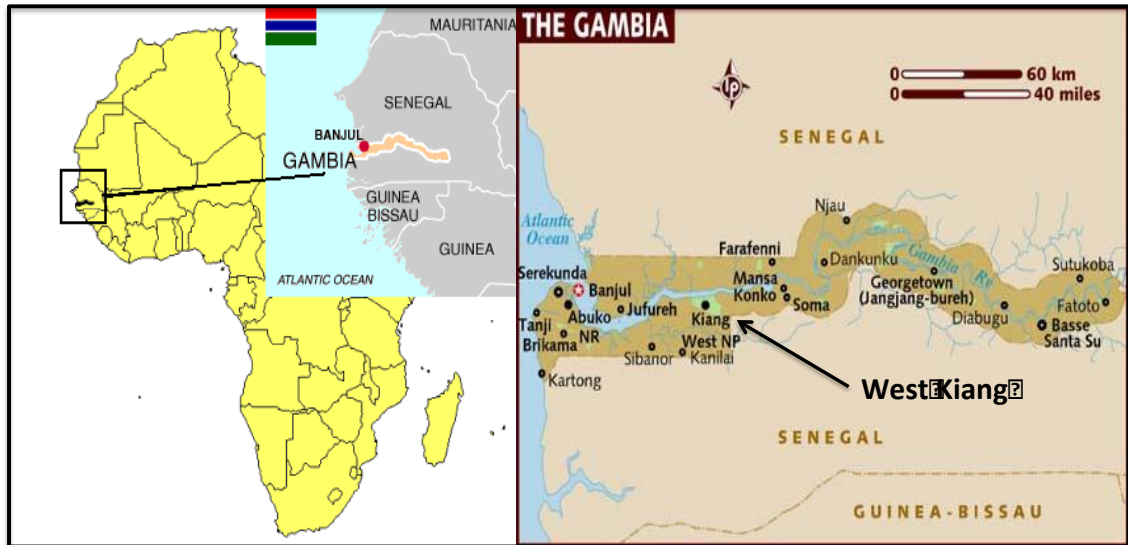 MAURITANIA
SENEGAL
BANJUL
GAMBIA
GUINEA
BISSAU
GUINEA
ATLANTIC OCEAN
THE GAMBIA
0 60 km
0 40 miles
SENEGAL
Atlantic
Ocean
Njau
Farafenni
Dankunku
Gambia
Sutukoba
Serekunda
Banjul
Mansa
Konko
Georgetown
(Jangjang-bureh)
Fatoto
Abuko
Jufureh
Kiang
Soma
Diabugu
Tanji
NR
Basse
Santa Su
Brikama
West NP
Sibanor
Kanilai
Kartong
West Kiang
SENEGAL
GUINEA-BISSAU